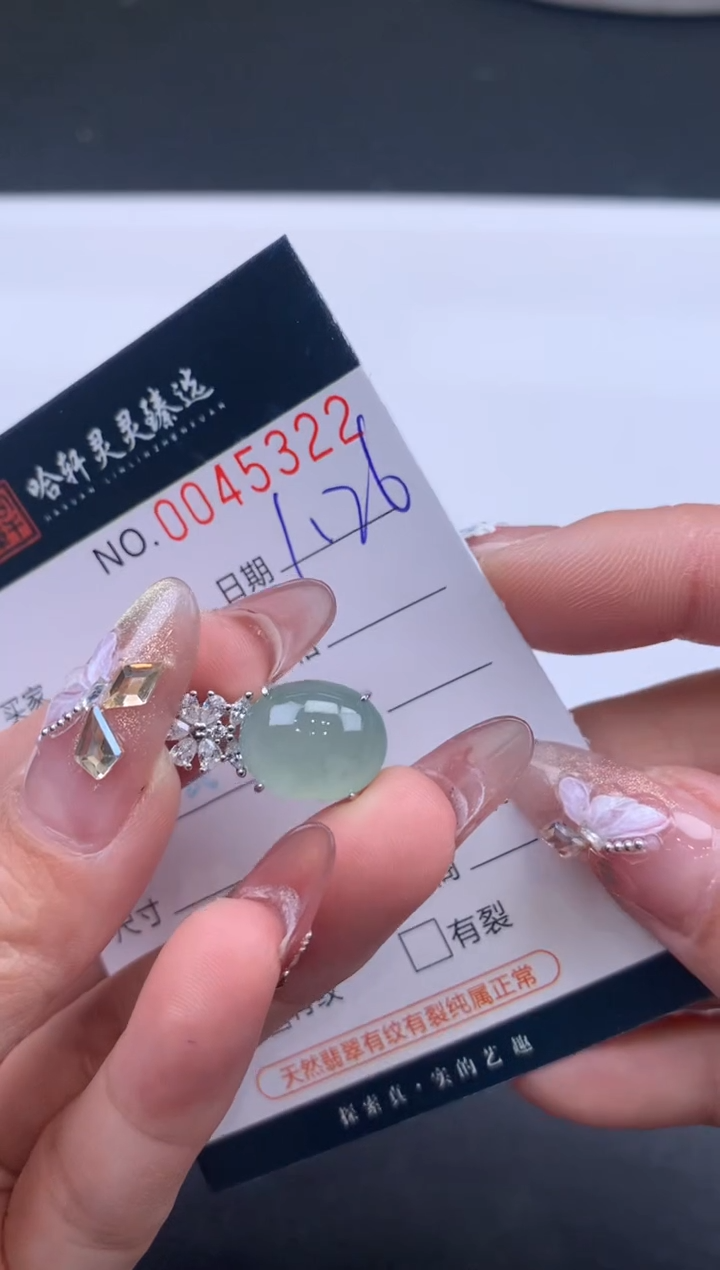 哈轩灵灵臻选
NO.0045322
日期 1.26
买家
尺寸
有裂
天然翡翠有纹有裂纯属正常
探索真·实的艺趣